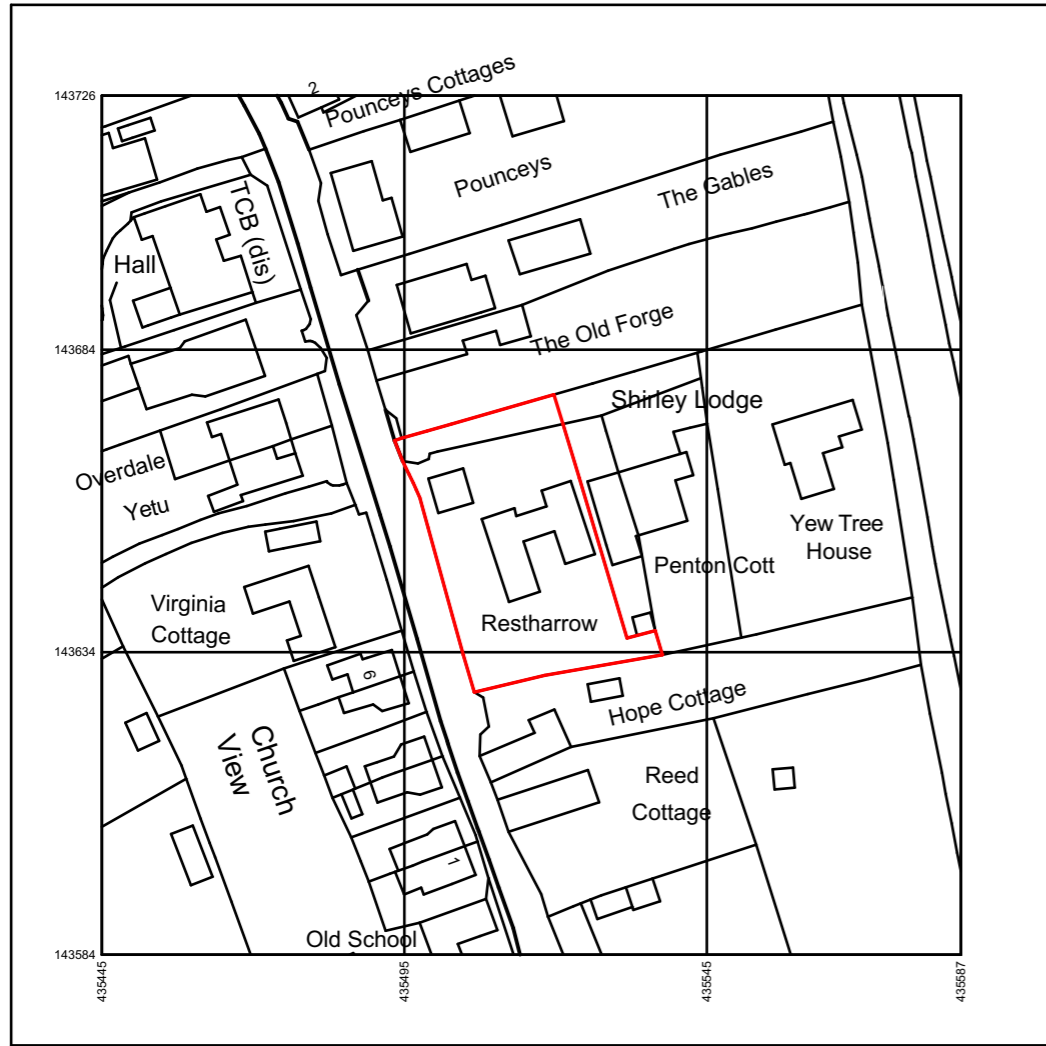 143726
2
Pounceys Cottages
Pounceys
The Gables
TCB (dis)
Hall
143684
The Old Forge
Shirley Lodge
Overdale
Yetu
Yew Tree
House
Penton Cott
Virginia
Cottage
Restharrow
143634
6
Hope Cottage
Church
View
Reed
Cottage
1
Old School
143584
435445
435495
435545
435587